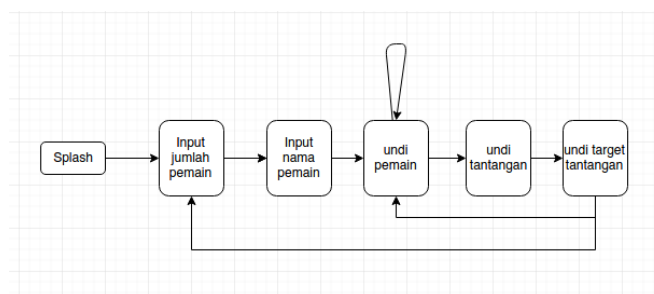 Splash
Input
jumlah
pemain
Input
nama
pemain
undi
pemain
undi
tantangan
undi target
tantangan